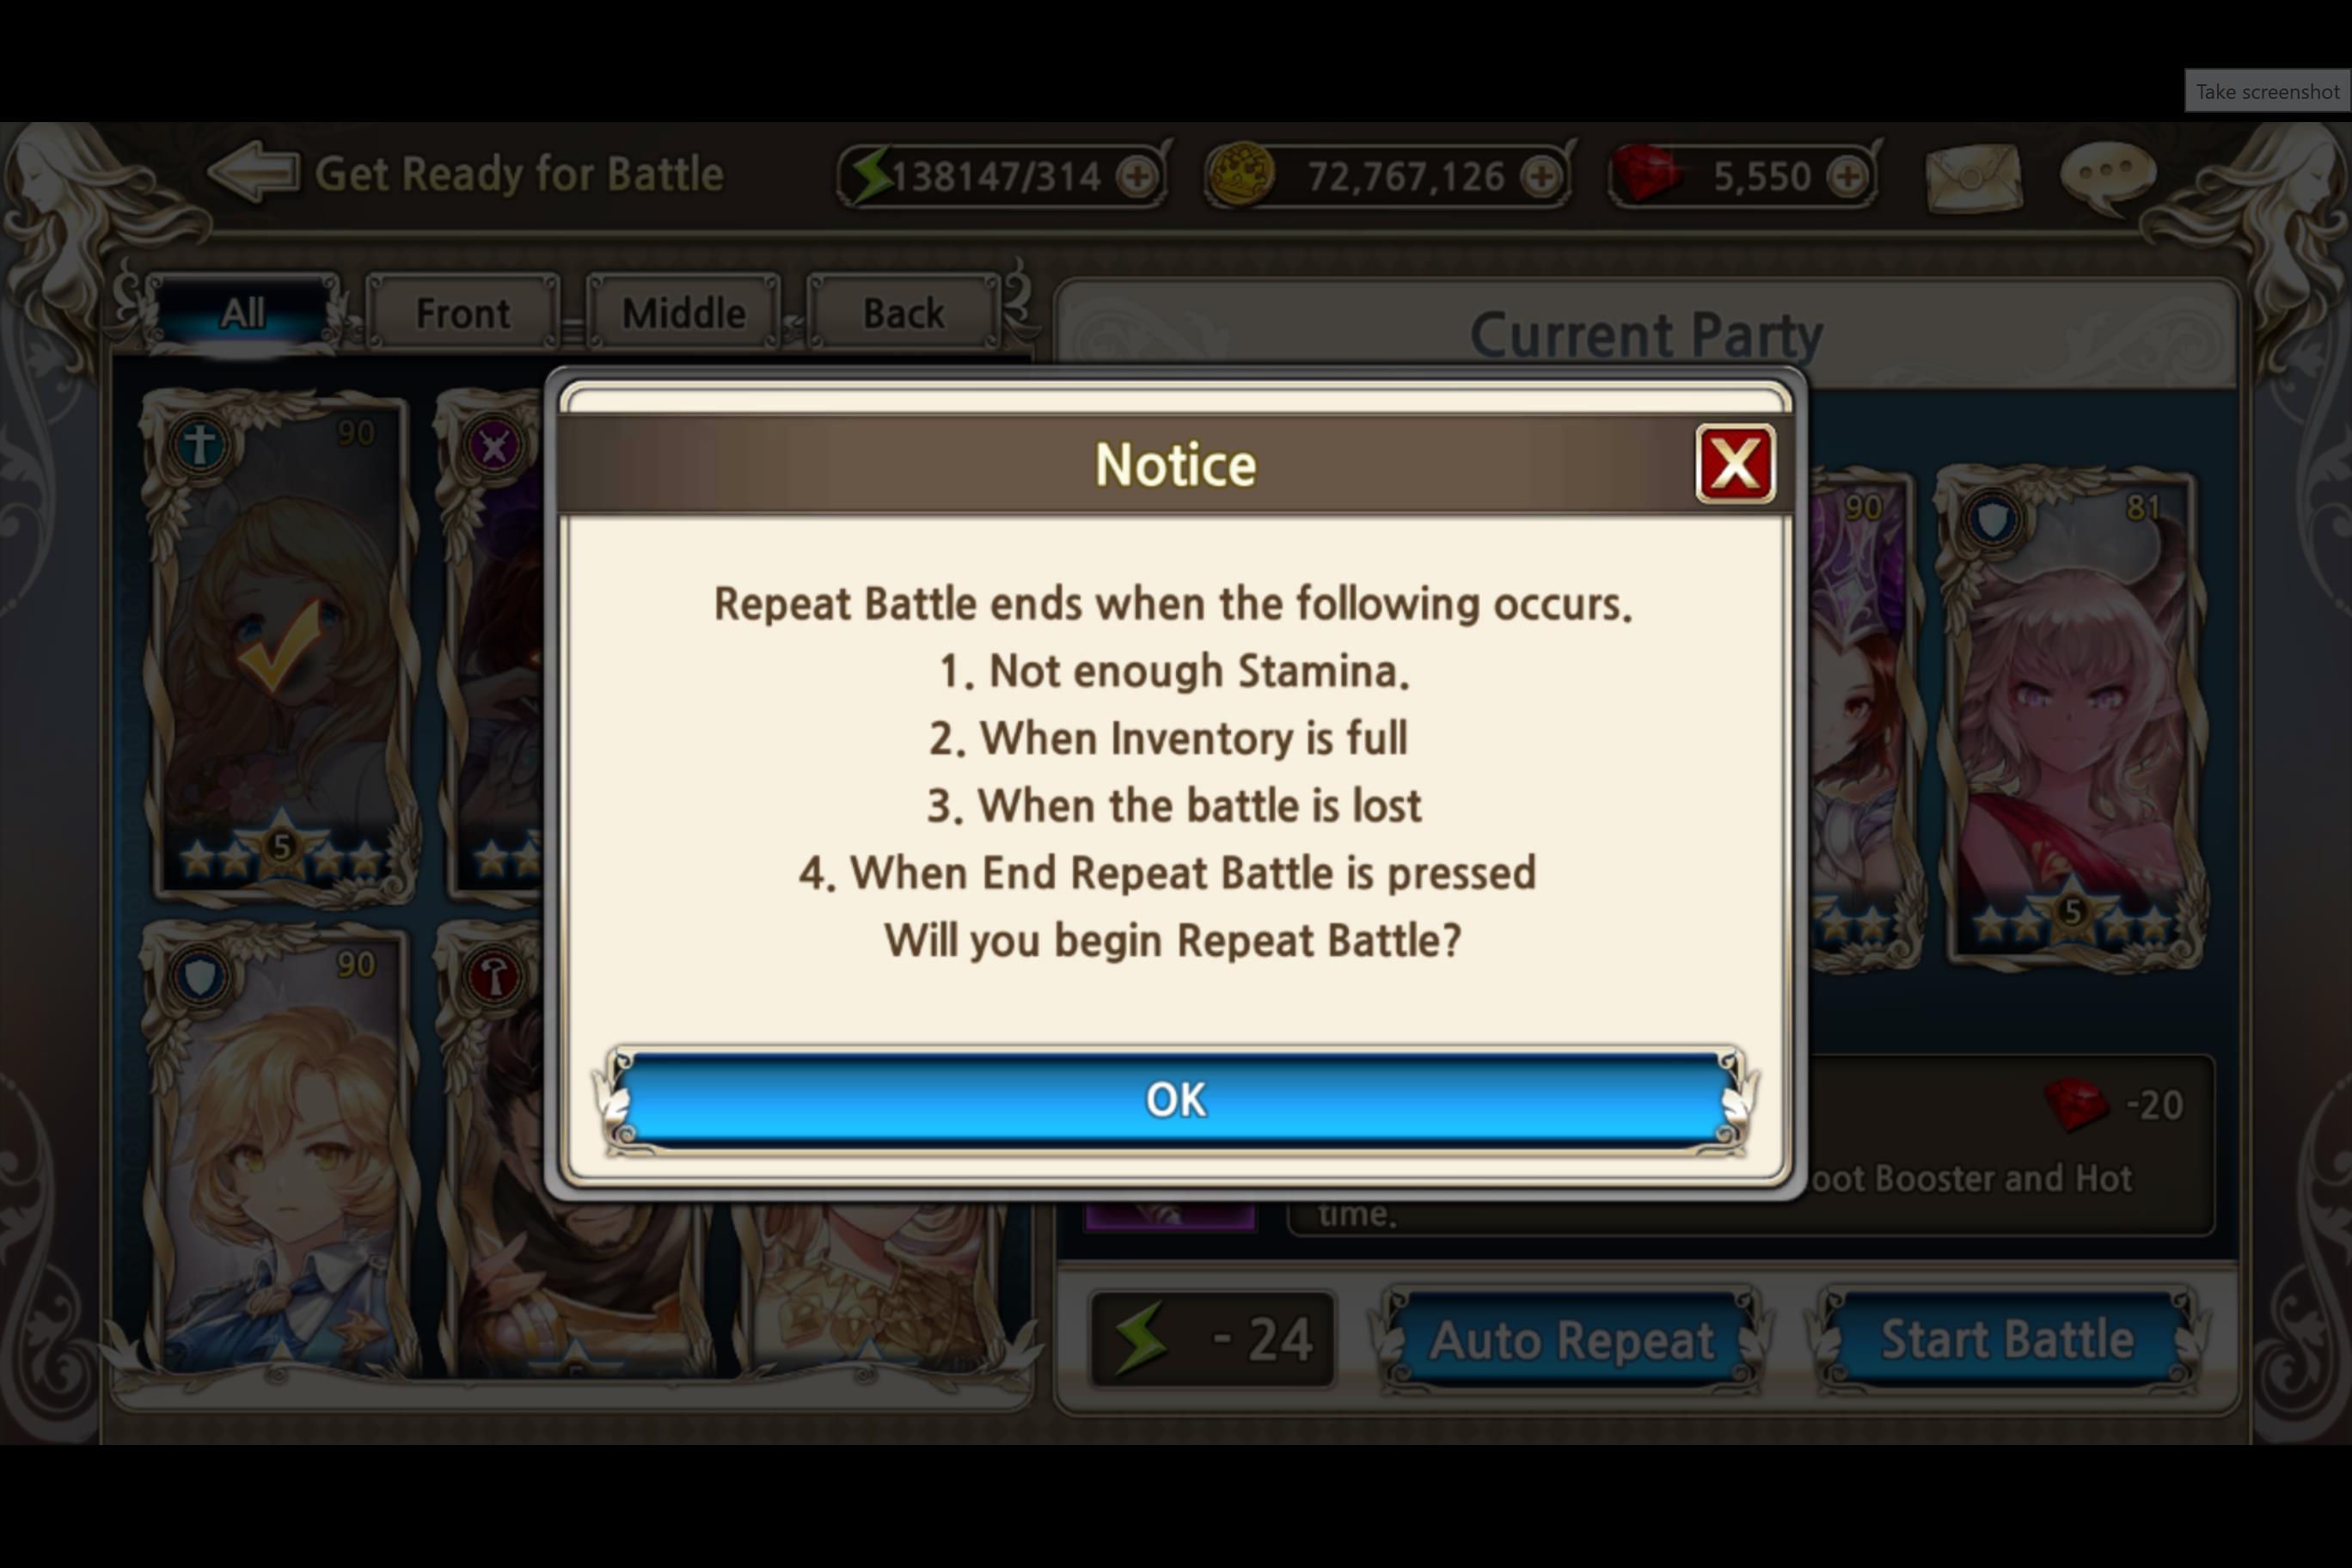 Take screenshot
Get Ready for Battle
138147/314
72,767,126
5,550
All
Front
Middle
Back
Current Party
90
90
81
Notice
X
Repeat Battle ends when the following occurs.
1. Not enough Stamina.
2. When Inventory is full
3. When the battle is lost
4. When End Repeat Battle is pressed
Will you begin Repeat Battle?
5
5
90
OK
-20
oot Booster and Hot
time.
- 24
Auto Repeat
Start Battle